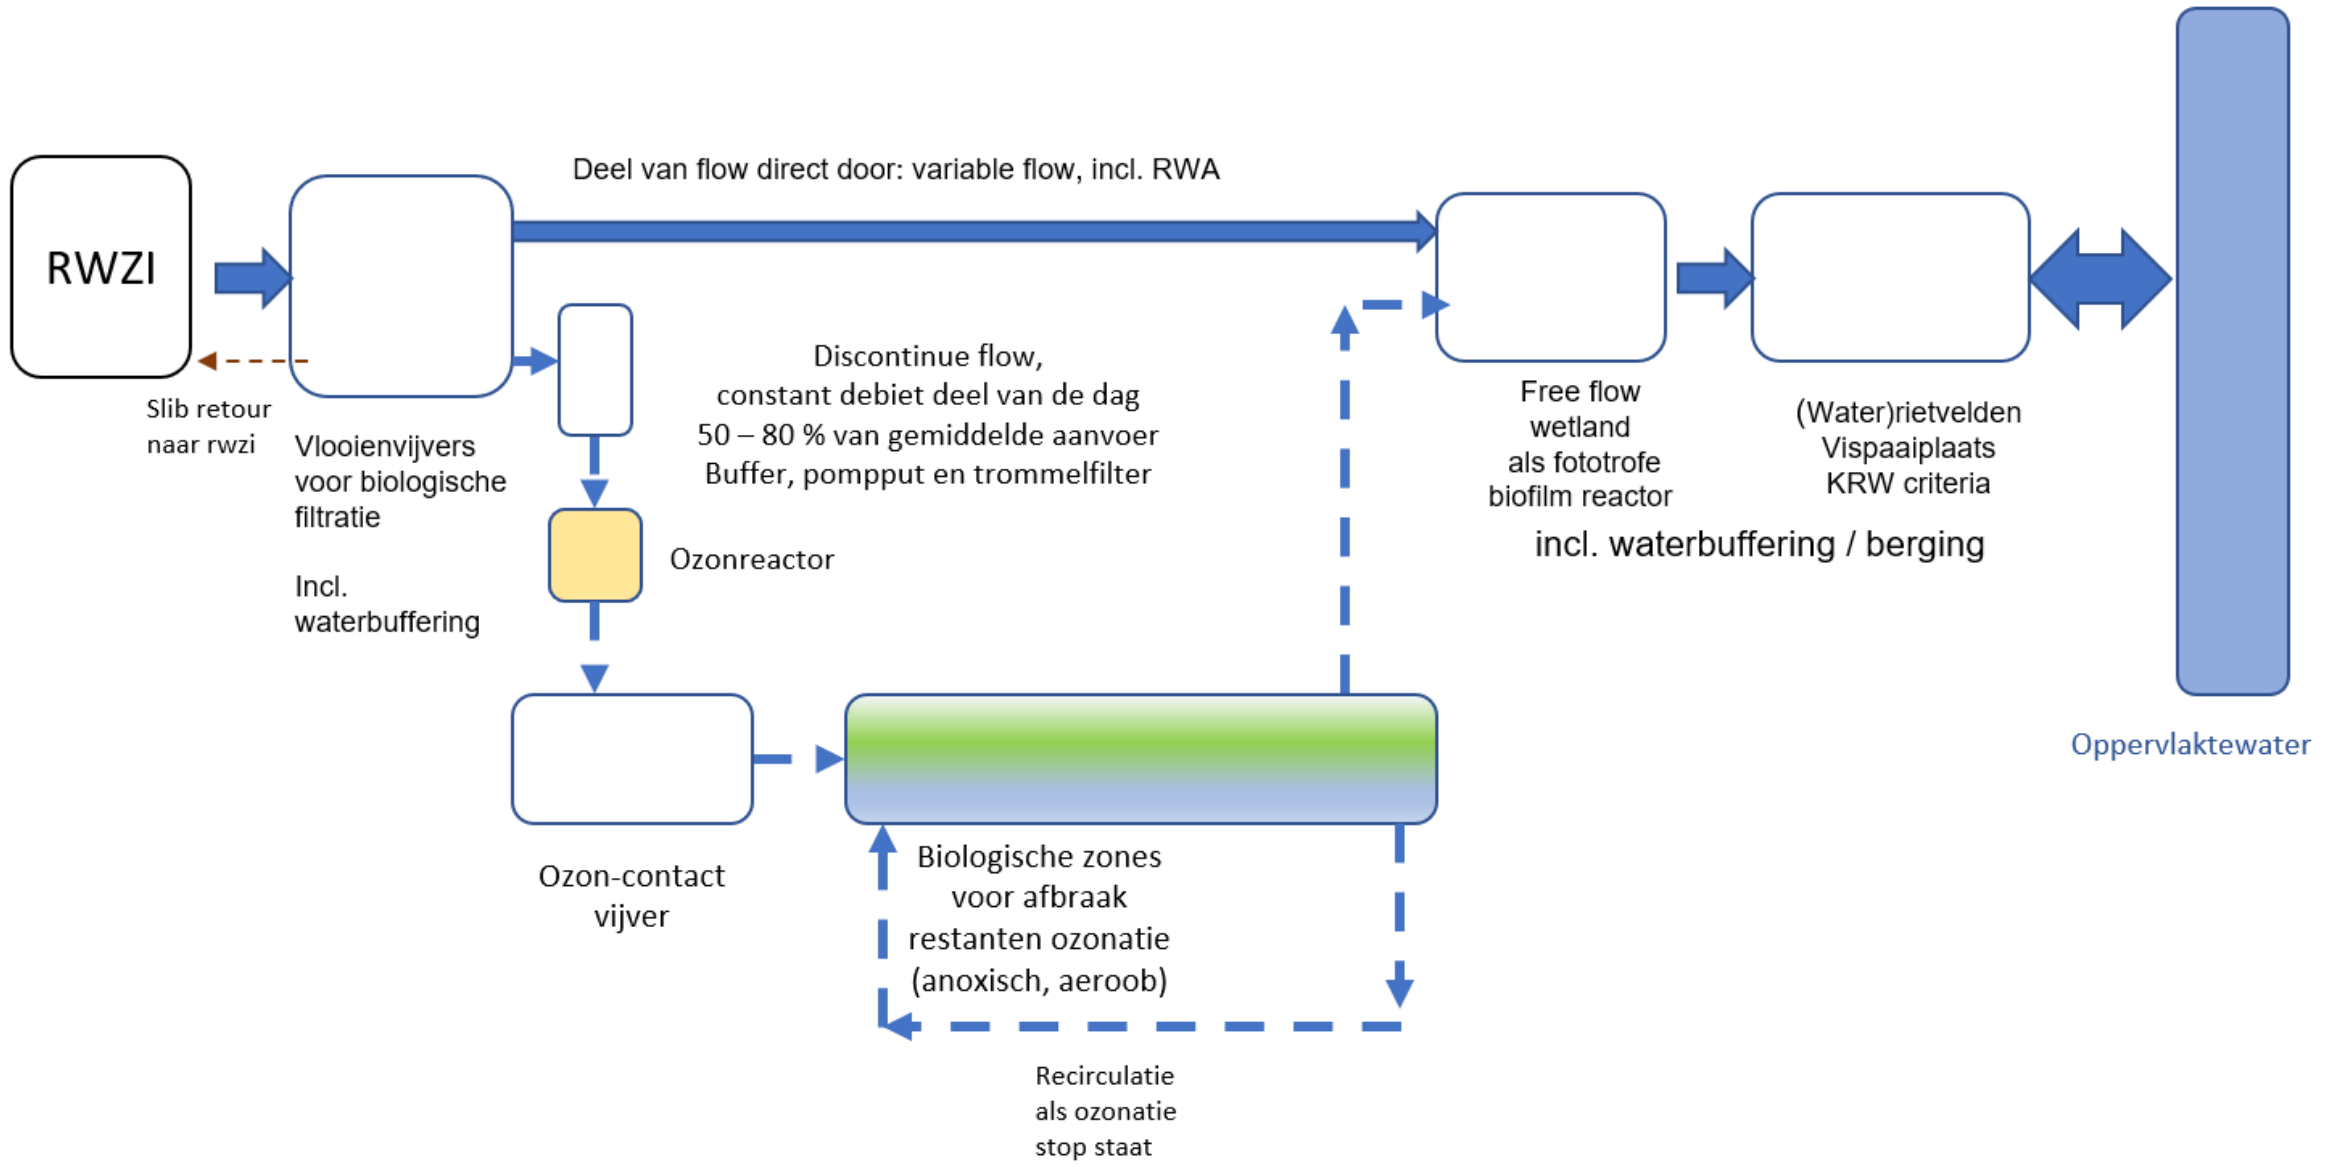 Deel van flow direct door: variable flow, incl. RWA
RWZI
Slib retour
naar rwzi
Vlooienvijvers
voor biologische
filtratie
Incl.
waterbuffering
Discontinue flow,
constant debiet deel van de dag
50 – 80 % van gemiddelde aanvoer
Buffer, pompput en trommelfilter
Ozonreactor
Free flow
wetland
als fototrofe
biofilm reactor
(Water)rietvelden
Vispaaiplaats
KRW criteria
incl. waterbuffering / berging
Oppervlaktewater
Ozon-contact
vijver
Biologische zones
voor afbraak
restanten ozonatie
(anoxisch, aeroob)
Recirculatie
als ozonatie
stop staat